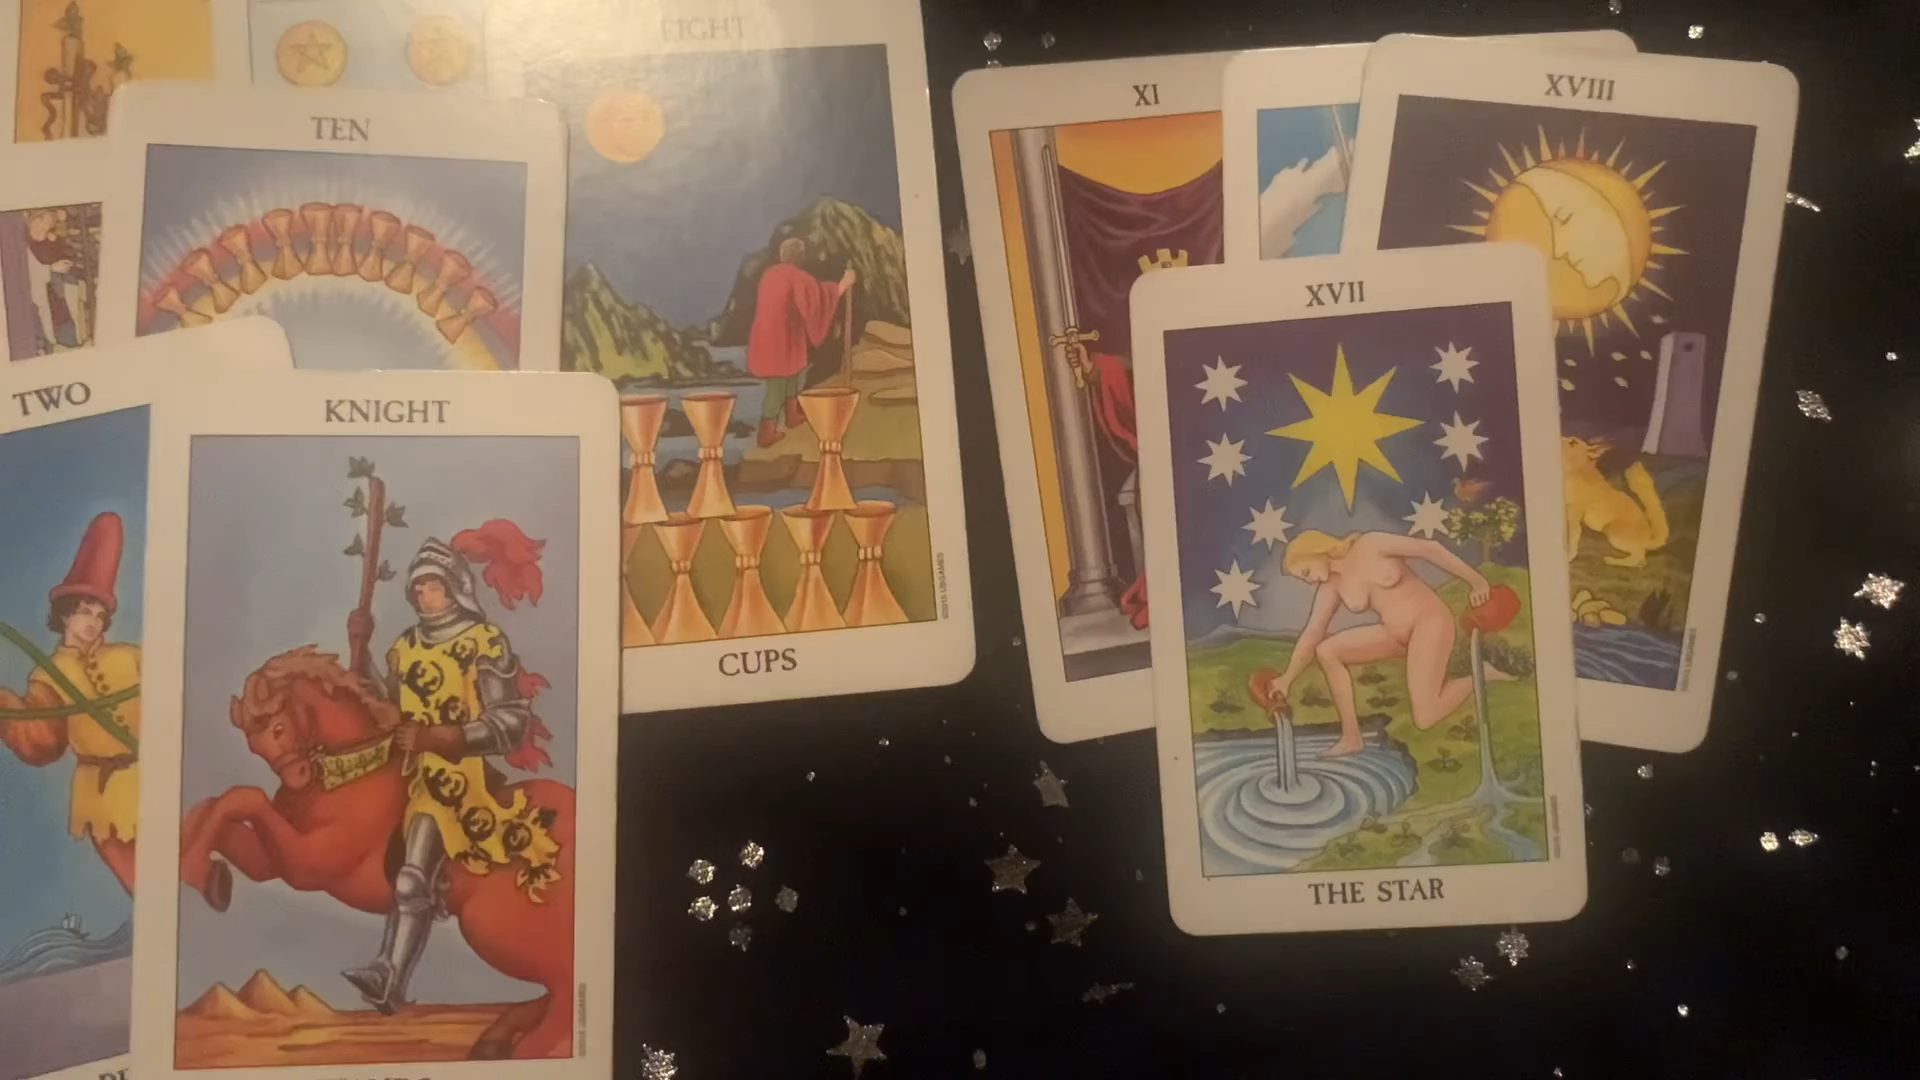 EIGHT
TEN
TWO
KNIGHT
CUPS
XI
XVIII
XVII
THE STAR